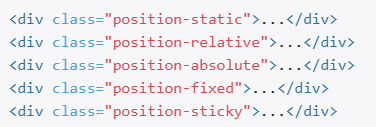 <div class="position-static">...</div>
<div class="position-relative">...</div>
<div class="position-absolute">...</div>
<div class="position-fixed">...</div>
<div class="position-sticky">...</div>